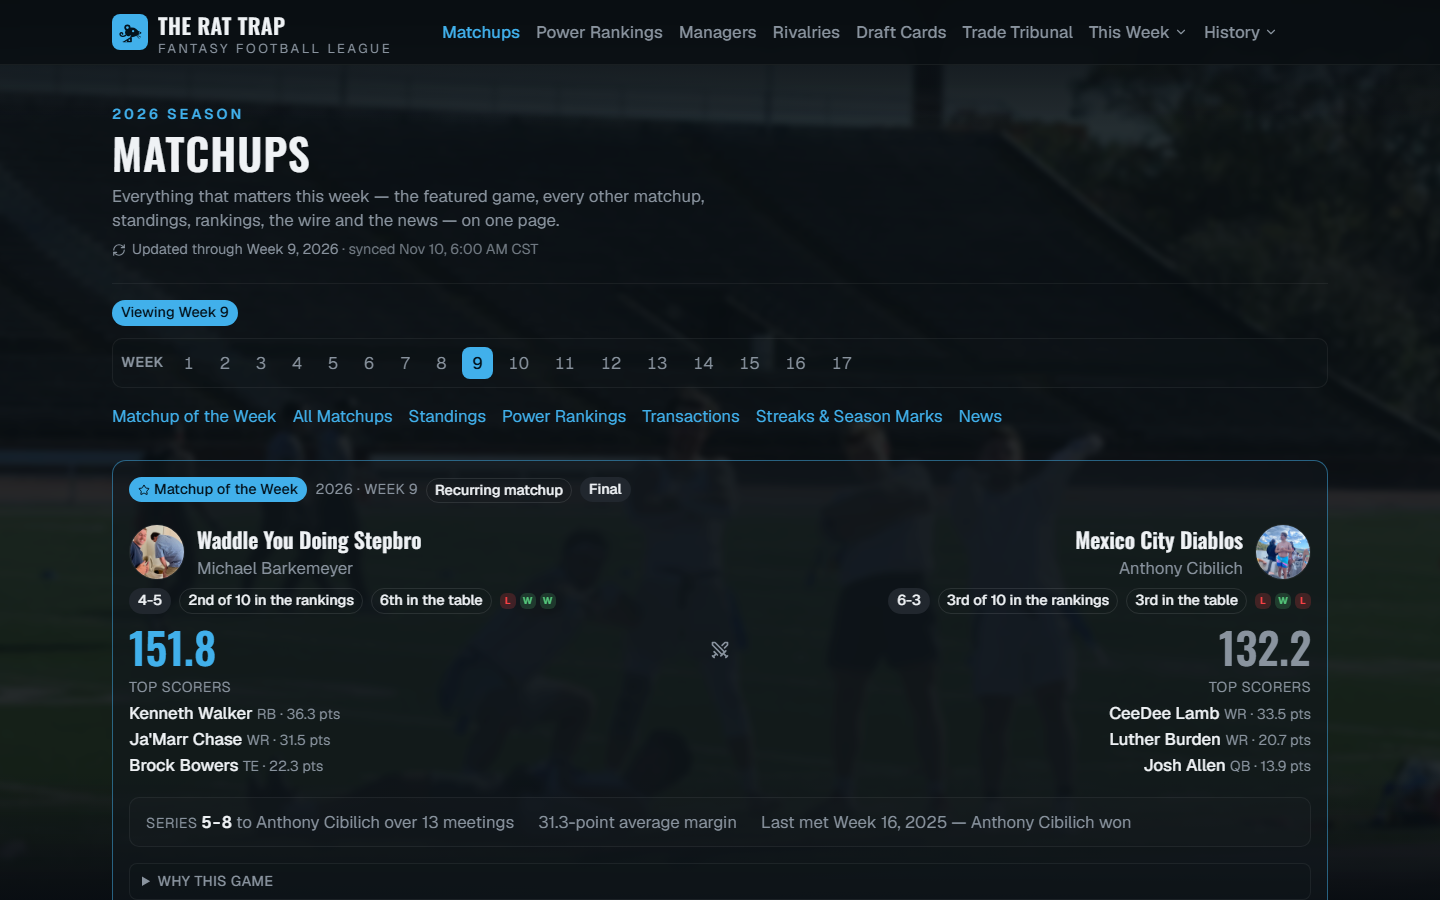 THE RAT TRAP
FANTASY FOOTBALL LEAGUE
Matchups Power Rankings Managers Rivalries Draft Cards Trade Tribunal This Week History
2026 SEASON
MATCHUPS
Everything that matters this week — the featured game, every other matchup,
standings, rankings, the wire and the news — on one page.
Updated through Week 9, 2026 · synced Nov 10, 6:00 AM CST
Viewing Week 9
WEEK 1 2 3 4 5 6 7 8 9 10 11 12 13 14 15 16 17
Matchup of the Week All Matchups Standings Power Rankings Transactions Streaks & Season Marks News
Matchup of the Week 2026 · WEEK 9 Recurring matchup Final
Waddle You Doing Stepbro
Michael Barkemeyer
4-5 2nd of 10 in the rankings 6th in the table L W W
151.8
TOP SCORERS
Kenneth Walker RB · 36.3 pts
Ja'Marr Chase WR · 31.5 pts
Brock Bowers TE · 22.3 pts
Mexico City Diablos
Anthony Cibilich
6-3 3rd of 10 in the rankings 3rd in the table L W L
132.2
TOP SCORERS
CeeDee Lamb WR · 33.5 pts
Luther Burden WR · 20.7 pts
Josh Allen QB · 13.9 pts
SERIES 5–8 to Anthony Cibilich over 13 meetings 31.3-point average margin Last met Week 16, 2025 — Anthony Cibilich won
WHY THIS GAME